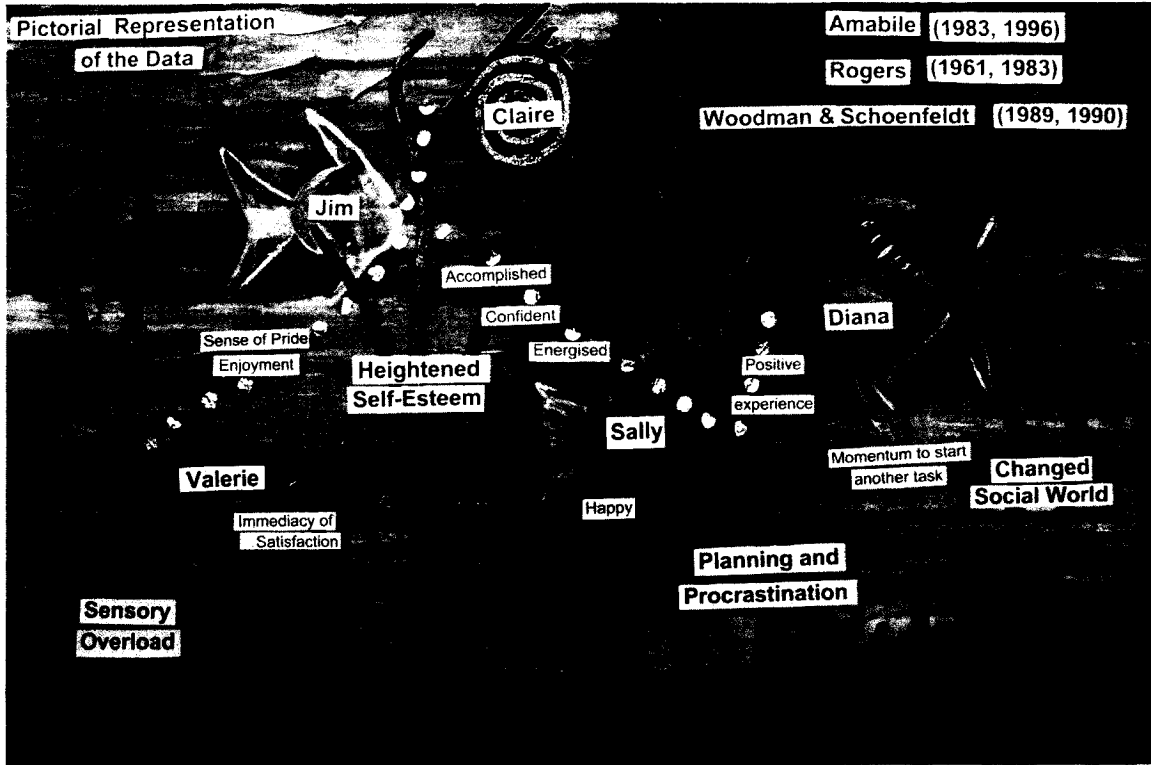 Pictorial Representation
of the Data
Amabile (1983, 1996)
Rogers (1961, 1983)
Woodman & Schoenfeldt (1989, 1990)
Claire
Jim
Accomplished
Confident
Energised
Sense of Pride
Enjoyment
Heightened
Self-Esteem
Diana
Positive
experience
Sally
Valerie
Momentum to start
another task
Changed
Social World
Immediacy of
Satisfaction
Happy
Planning and
Procrastination
Sensory
Overload